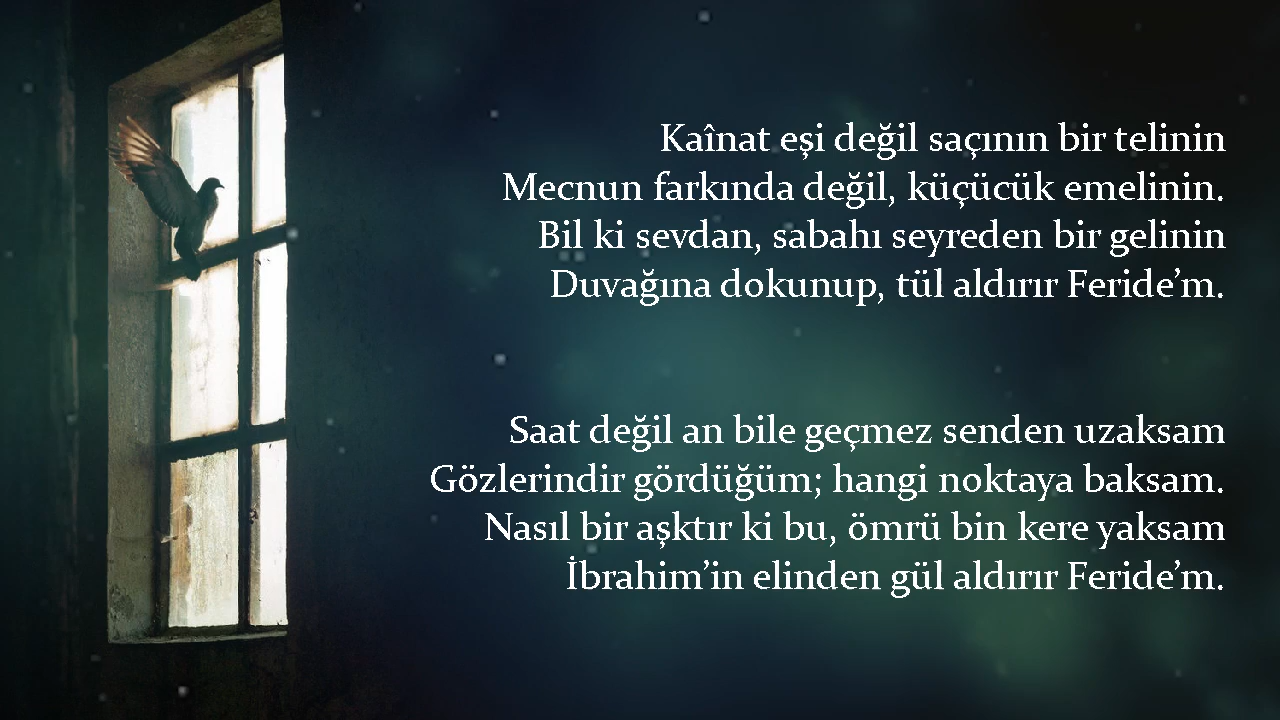 Kaînat eşi değil saçının bir telinin
Mecnun farkında değil, küçücük emelinin.
Bil ki sevdan, sabahı seyreden bir gelinin
Duvağına dokunup, tül aldırır Feride’m.
Saat değil an bile geçmez senden uzaksam
Gözlerindir gördüğüm; hangi noktaya baksam.
Nasıl bir aşktır ki bu, ömrü bin kere yaksam
İbrahim’in elinden gül aldırır Feride’m.